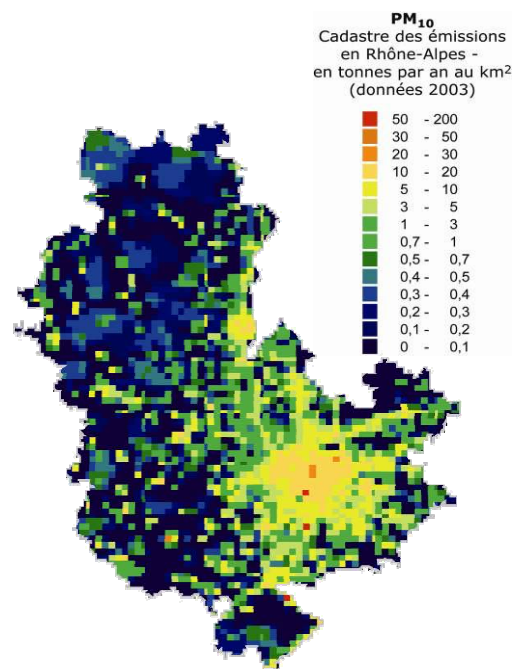 PM10
Cadastre des émissions
en Rhône-Alpes -
en tonnes par an au km²
(données 2003)
50 - 200
30 - 50
20 - 30
10 - 20
5 - 10
3 - 5
1 - 3
0,7 - 1
0,5 - 0,7
0,4 - 0,5
0,3 - 0,4
0,2 - 0,3
0,1 - 0,2
0 - 0,1